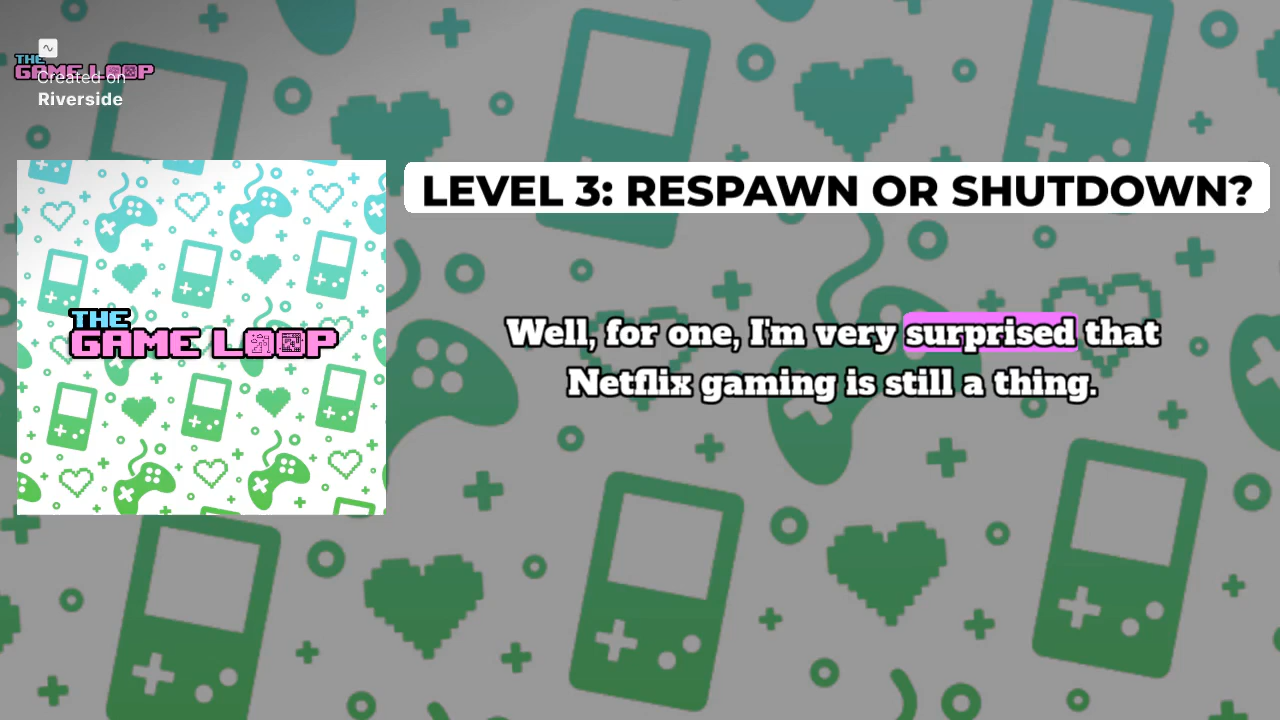 THE
GAME LOOP
Created on
Riverside
LEVEL 3: RESPAWN OR SHUTDOWN?
THE
GAME LOOP
Well, for one, I'm very surprised that
Netflix gaming is still a thing.